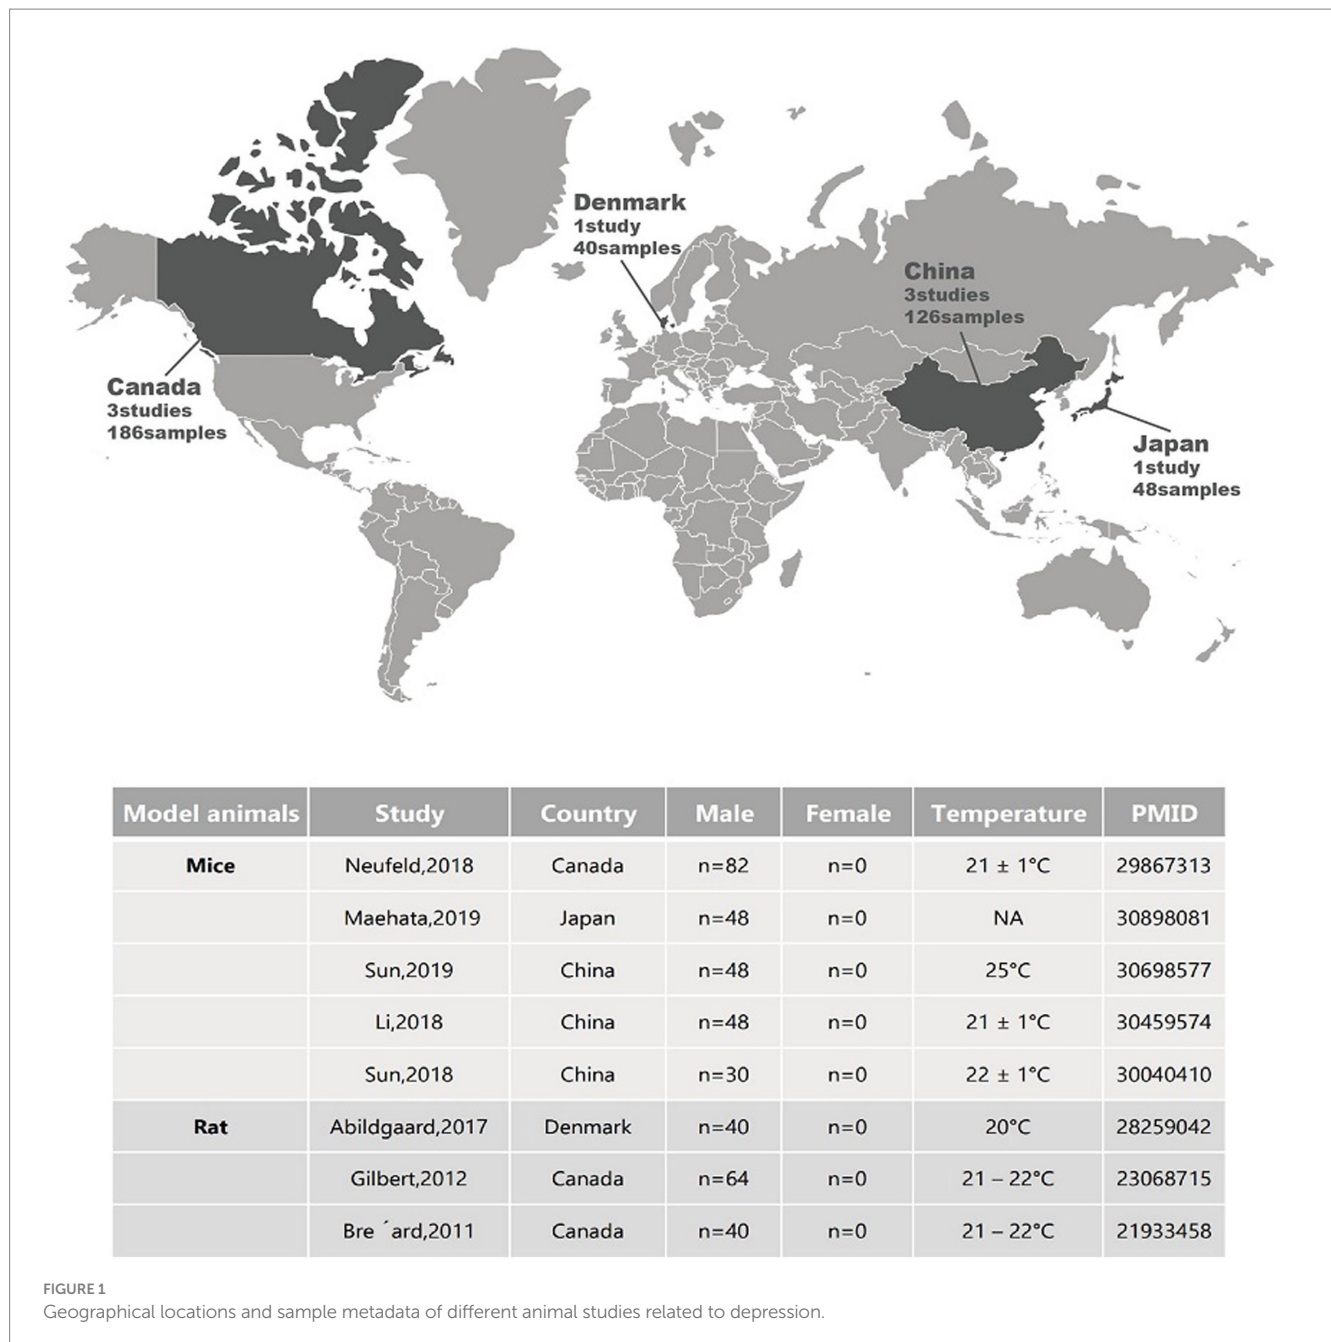 Denmark
1study
40samples
China
3studies
126samples
Canada
3studies
186samples
Japan
1study
48samples
Model animals Study Country Male Female Temperature PMID
Mice Neufeld,2018 Canada n=82 n=0 21 ± 1°C 29867313
Maehata,2019 Japan n=48 n=0 NA 30898081
Sun,2019 China n=48 n=0 25°C 30698577
Li,2018 China n=48 n=0 21 ± 1°C 30459574
Sun,2018 China n=30 n=0 22 ± 1°C 30040410
Rat Abildgaard,2017 Denmark n=40 n=0 20°C 28259042
Gilbert,2012 Canada n=64 n=0 21 – 22°C 23068715
Bre ´ard,2011 Canada n=40 n=0 21 – 22°C 21933458
FIGURE 1
Geographical locations and sample metadata of different animal studies related to depression.